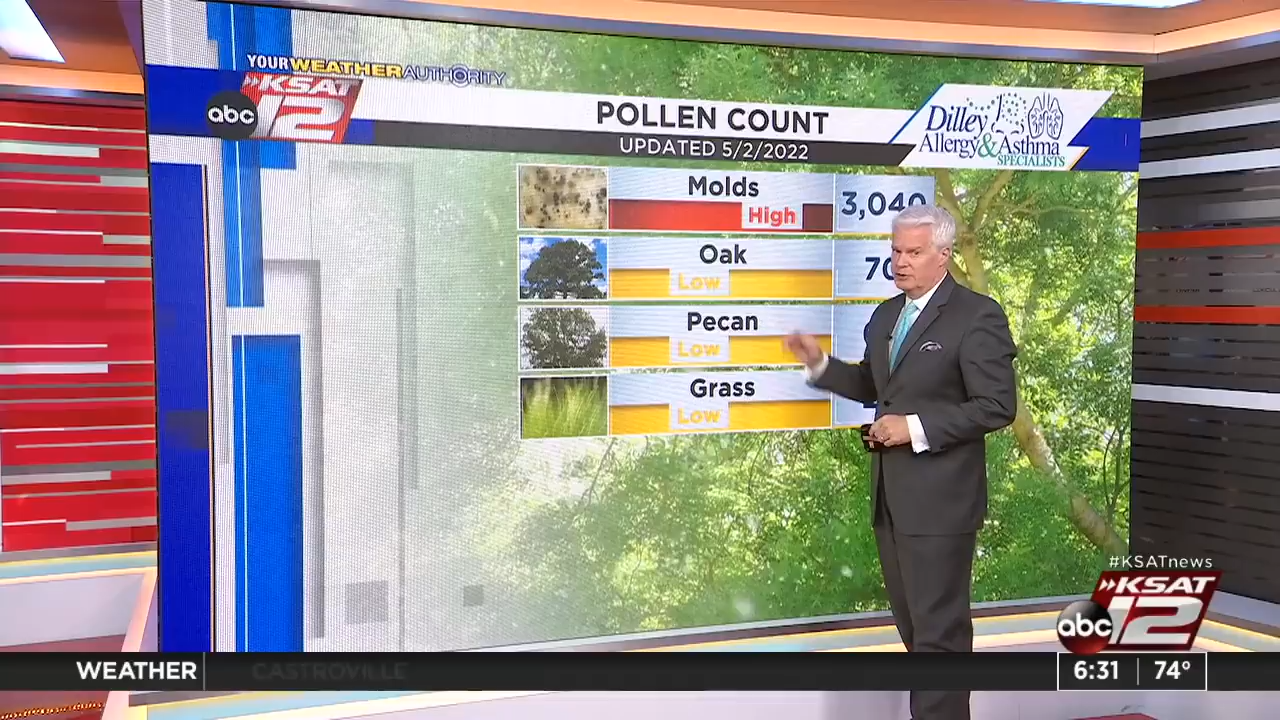 YOUR WEATHER AUTHORITY
»KSAT
abc 12
POLLEN COUNT
UPDATED 5/2/2022
Dilley
Allergy & Asthma
SPECIALISTS
Molds
High
3,040
Oak
Low
Pecan
Low
Grass
Low
#KSATnews
»KSAT
abc 12
WEATHER CASTROVILLE
6:31 74°